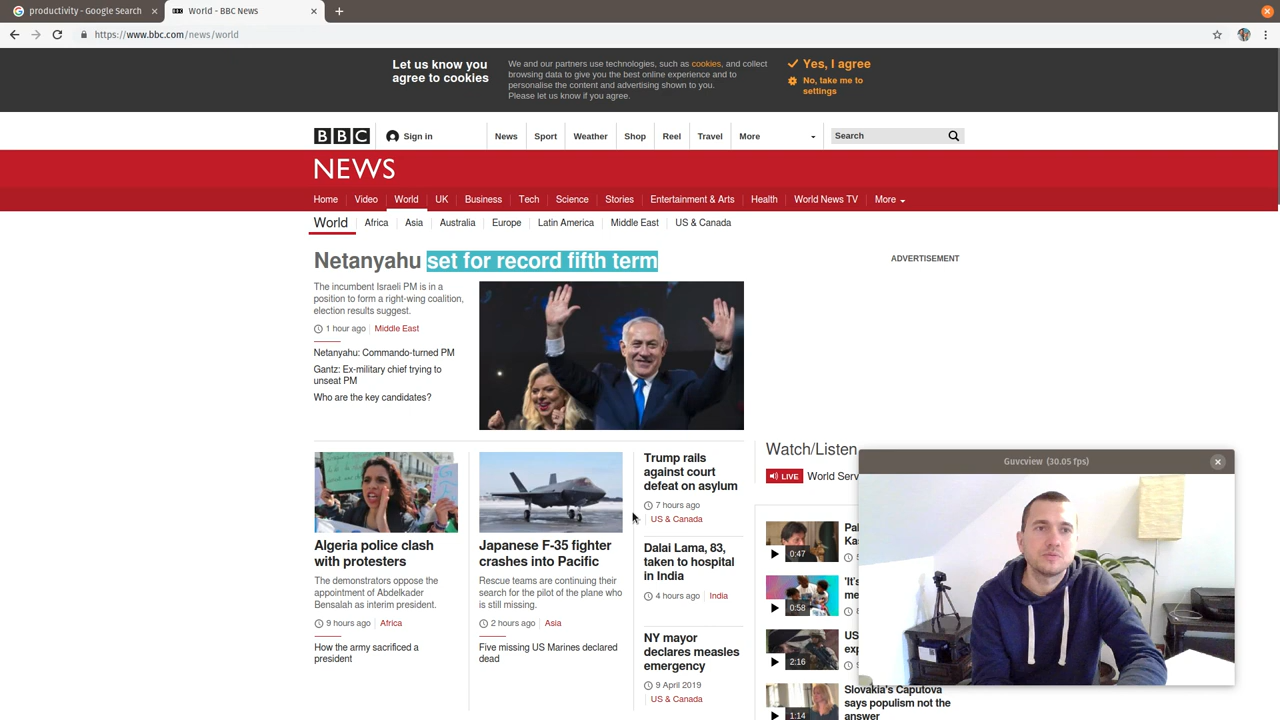 productivity - Google Search
World - BBC News
https://www.bbc.com/news/world
Let us know you
agree to cookies
We and our partners use technologies, such as cookies, and collect
browsing data to give you the best online experience and to
personalise the content and advertising shown to you.
Please let us know if you agree.
Yes, I agree
No, take me to
settings
BBC
Sign in
News
Sport
Weather
Shop
Reel
Travel
More
Search
NEWS
Home
Video
World
UK
Business
Tech
Science
Stories
Entertainment & Arts
Health
World News TV
More
World
Africa
Asia
Australia
Europe
Latin America
Middle East
US & Canada
Netanyahu set for record fifth term
The incumbent Israeli PM is in a
position to form a right-wing coalition,
election results suggest.
1 hour ago
Middle East
Netanyahu: Commando-turned PM
Gantz: Ex-military chief trying to
unseat PM
Who are the key candidates?
ADVERTISEMENT
Algeria police clash
with protesters
The demonstrators oppose the
appointment of Abdelkader
Bensalah as interim president.
9 hours ago
Africa
How the army sacrificed a
president
Japanese F-35 fighter
crashes into Pacific
Rescue teams are continuing their
search for the pilot of the plane who
is still missing.
2 hours ago
Asia
Five missing US Marines declared
dead
Trump rails
against court
defeat on asylum
7 hours ago
US & Canada
Dalai Lama, 83,
taken to hospital
in India
4 hours ago
India
NY mayor
declares measles
emergency
9 April 2019
US & Canada
Watch/Listen
LIVE
World Serv
0:47
0:58
2:16
1:14
Slovakia's Caputova
says populism not the
answer
Guvcview (30.05 fps)